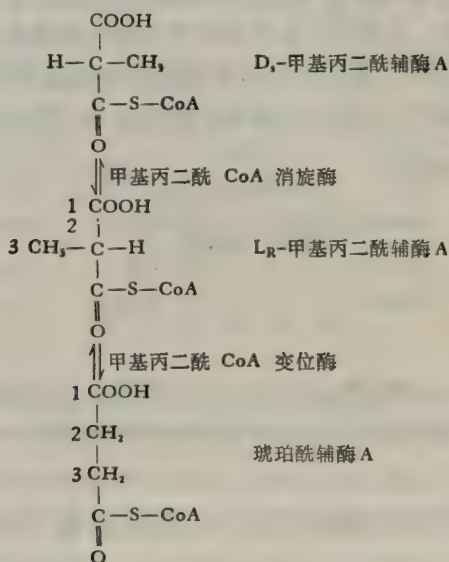 COOH
H—C—CH₃ Dₛ-甲基丙二酰辅酶A
C—S—CoA
O
甲基丙二酰 CoA 消旋酶
1 COOH
2
3 CH₃—C—H L_R-甲基丙二酰辅酶A
C—S—CoA
O
甲基丙二酰 CoA 变位酶
1 COOH
2 CH₂
3 CH₂ 琥珀酰辅酶A
C—S—CoA
O